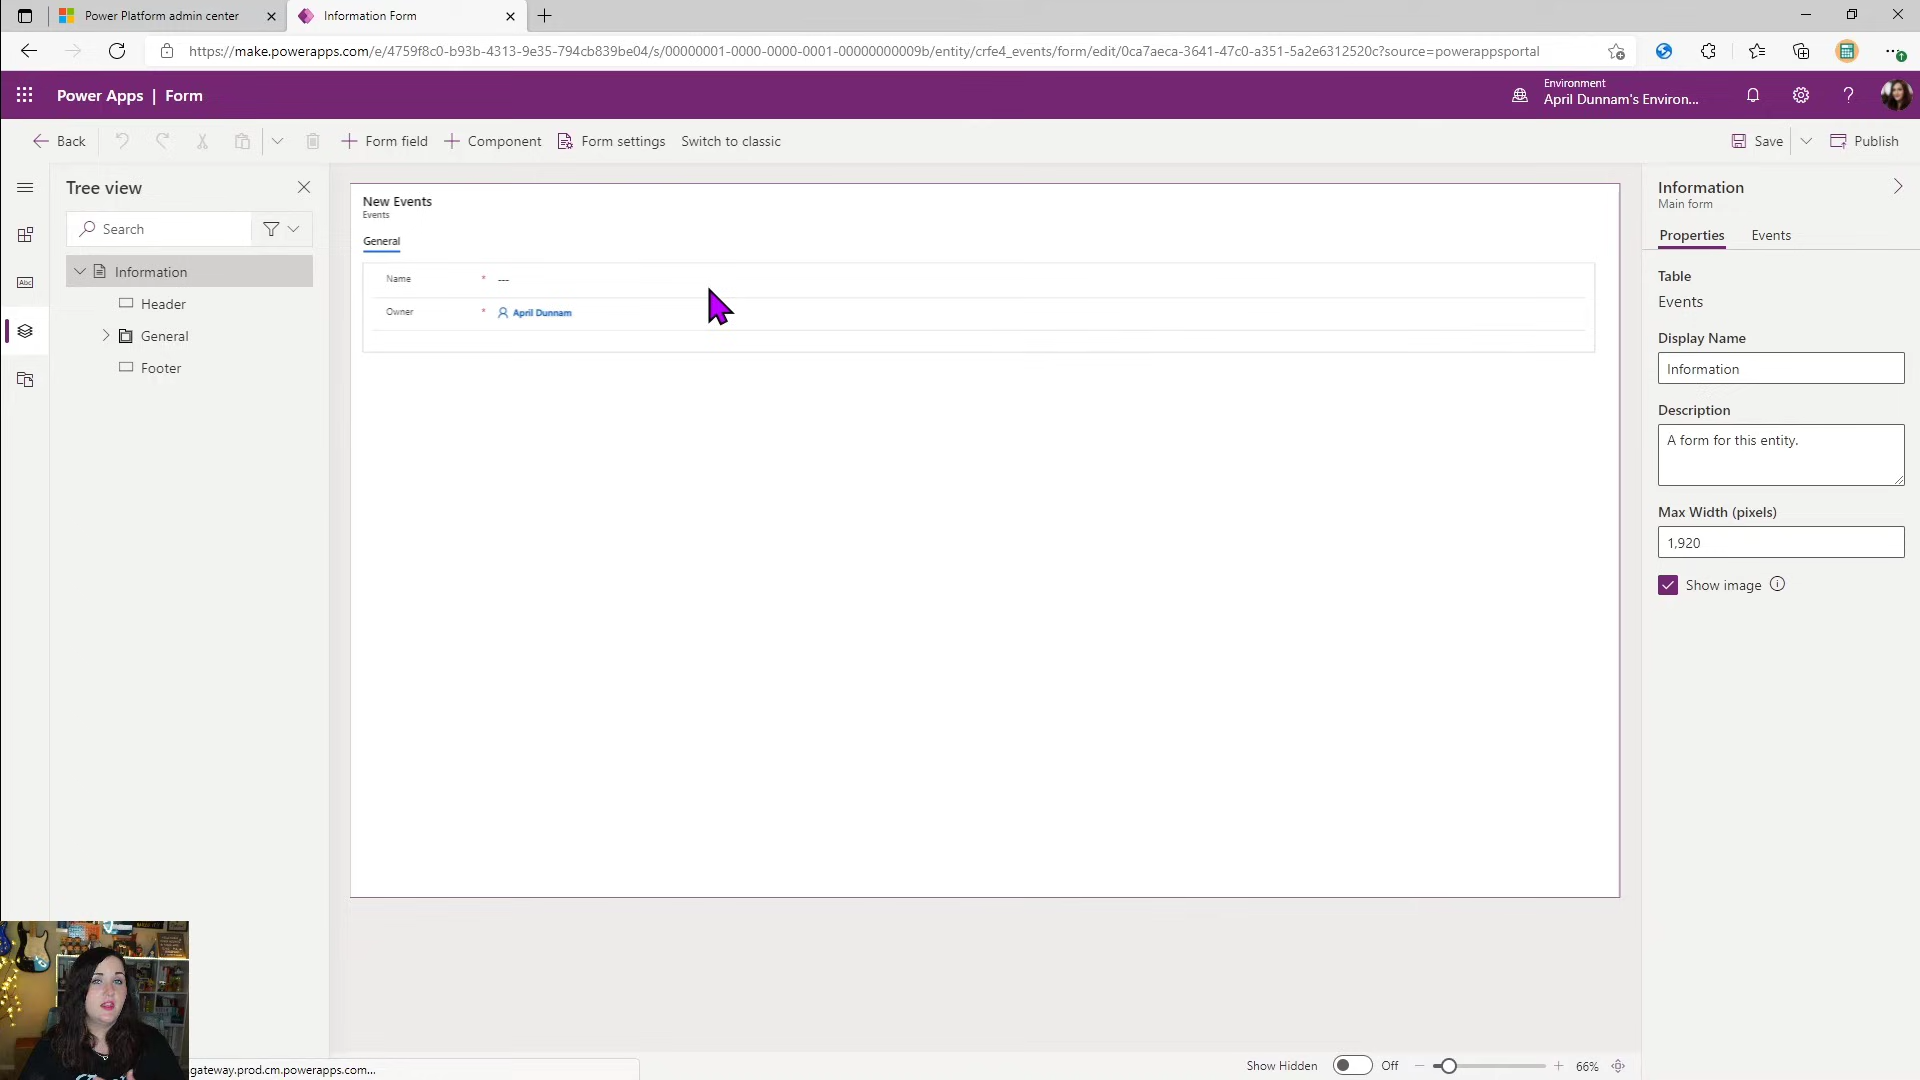 Power Platform admin center
Information Form
https://make.powerapps.com/e/4759f8c0-b93b-4313-9e35-794cb839be04/s/00000001-0000-0000-0001-00000000009b/entity/crfe4_events/form/edit/0ca7aeca-3641-47c0-a351-5a2e6312520c?source=powerappsportal
Power Apps | Form
Environment
April Dunnam's Environ...
Back
Form field
Component
Form settings
Switch to classic
Save
Publish
Tree view
Search
Information
Header
General
Footer
New Events
Events
General
Name * ---
Owner * April Dunnam
Information
Main form
Properties
Events
Table
Events
Display Name
Information
Description
A form for this entity.
Max Width (pixels)
1,920
Show image
gateway.prod.cm.powerapps.com...
Show Hidden
Off
66%